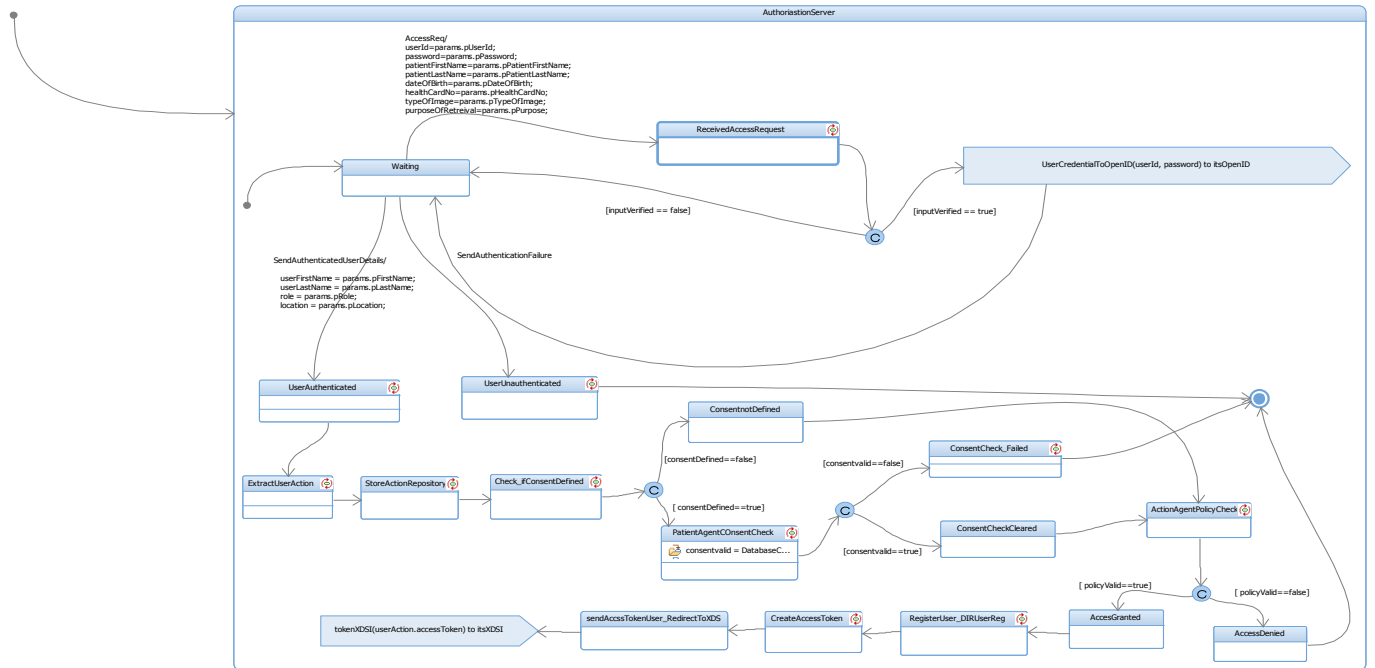 AuthoriastionServer
AccessReq/
userId=params.pUserId;
password=params.pPassword;
patientFirstName=params.pPatientFirstName;
patientLastName=params.pPatientLastName;
dateOfBirth=params.pDateOfBirth;
healthCardNo=params.pHealthCardNo;
typeOfImage=params.pTypeOfImage;
purposeOfRetreival=params.pPurpose;
ReceivedAccessRequest
Waiting
UserCredentialToOpenID(userId, password) to itsOpenID
[inputVerified == false]
[inputVerified == true]
C
SendAuthenticatedUserDetails/
userFirstName = params.pFirstName;
userLastName = params.pLastName;
role = params.pRole;
location = params.pLocation;
SendAuthenticationFailure
UserAuthenticated
UserUnauthenticated
ConsentnotDefined
[consentDefined==false]
ConsentCheck_Failed
[consentvalid==false]
ExtractUserAction
StoreActionRepository
Check_ifConsentDefined
C
[ consentDefined==true]
C
ActionAgentPolicyCheck
PatientAgentCOnsentCheck
consentvalid = DatabaseC...
ConsentCheckCleared
[consentvalid==true]
[ policyValid==true]
C
[ policyValid==false]
tokenXDSI(userAction.accessToken) to itsXDSI
sendAccssTokenUser_RedirectToXDS
CreateAccessToken
RegisterUser_DIRUserReg
AccesGranted
AccessDenied